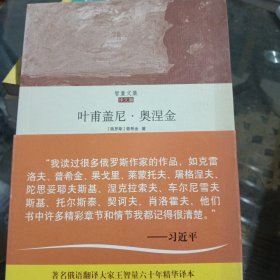 智量文集
译文编
叶甫盖尼·奥涅金
[俄罗斯]普希金 著
“我读过很多俄罗斯作家的作品，如克雷
洛夫、普希金、果戈里、莱蒙托夫、屠格涅夫、
陀思妥耶夫斯基、涅克拉索夫、车尔尼雪夫
斯基、托尔斯泰、契诃夫、肖洛霍夫，他们
书中许多精彩章节和情节我都记得很清楚。”
——习近平
著名俄语翻译大家王智量六十年精华译本